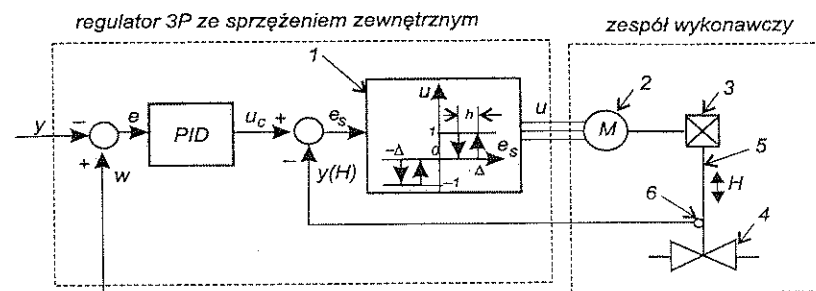 regulator 3P ze sprzężeniem zewnętrznym
zespół wykonawczy
1
2
3
u
h
u
y
−
e
PID
u_c
+
e_s
1
M
+
w
−
y(H)
−Δ
0
e_s
Δ
−1
5
H
6
4